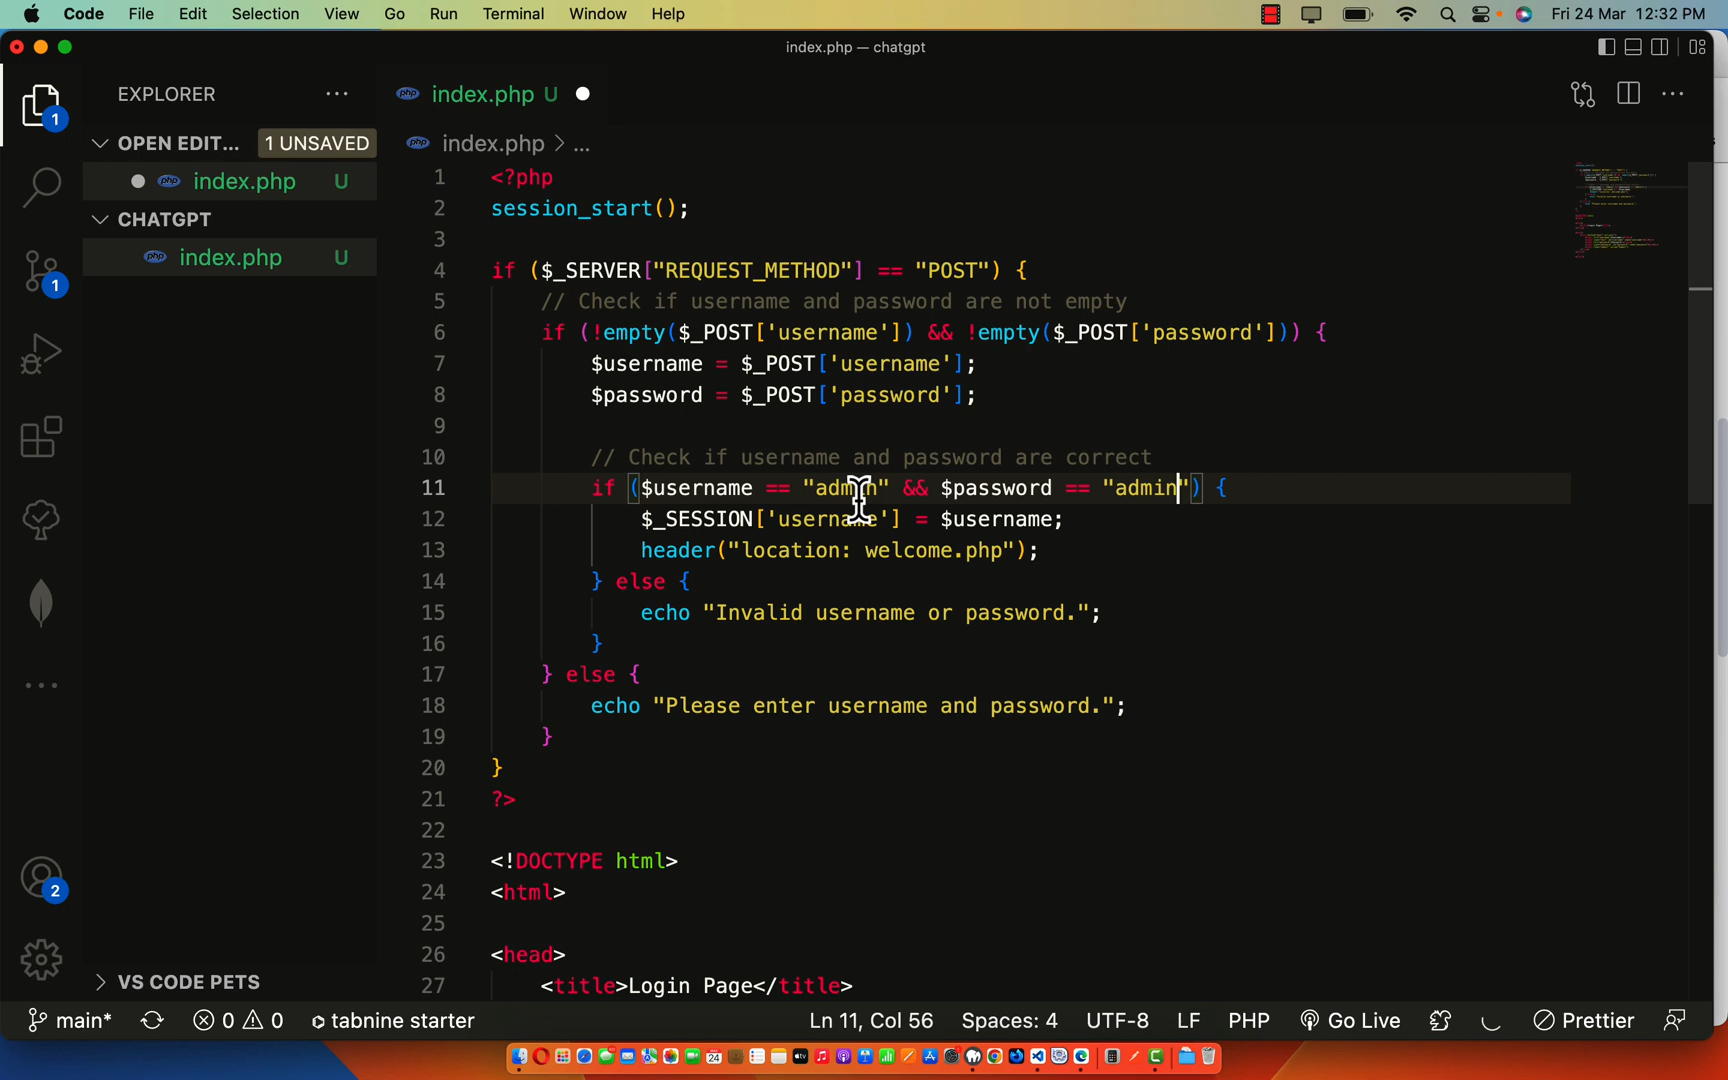 Code File Edit Selection View Go Run Terminal Window Help Fri 24 Mar 12:32 PM
index.php — chatgpt
EXPLORER
index.php U
OPEN EDIT... 1 UNSAVED
index.php U
CHATGPT
index.php U
VS CODE PETS
1
1
2
index.php > ...
1 <?php
2 session_start();
3
4 if ($_SERVER["REQUEST_METHOD"] == "POST") {
5 // Check if username and password are not empty
6 if (!empty($_POST['username']) && !empty($_POST['password'])) {
7 $username = $_POST['username'];
8 $password = $_POST['password'];
9
10 // Check if username and password are correct
11 if ($username == "admin" && $password == "admin") {
12 $_SESSION['username'] = $username;
13 header("location: welcome.php");
14 } else {
15 echo "Invalid username or password.";
16 }
17 } else {
18 echo "Please enter username and password.";
19 }
20 }
21 ?>
22
23 <!DOCTYPE html>
24 <html>
25
26 <head>
27 <title>Login Page</title>
main* 0 0 tabnine starter Ln 11, Col 56 Spaces: 4 UTF-8 LF PHP Go Live Prettier